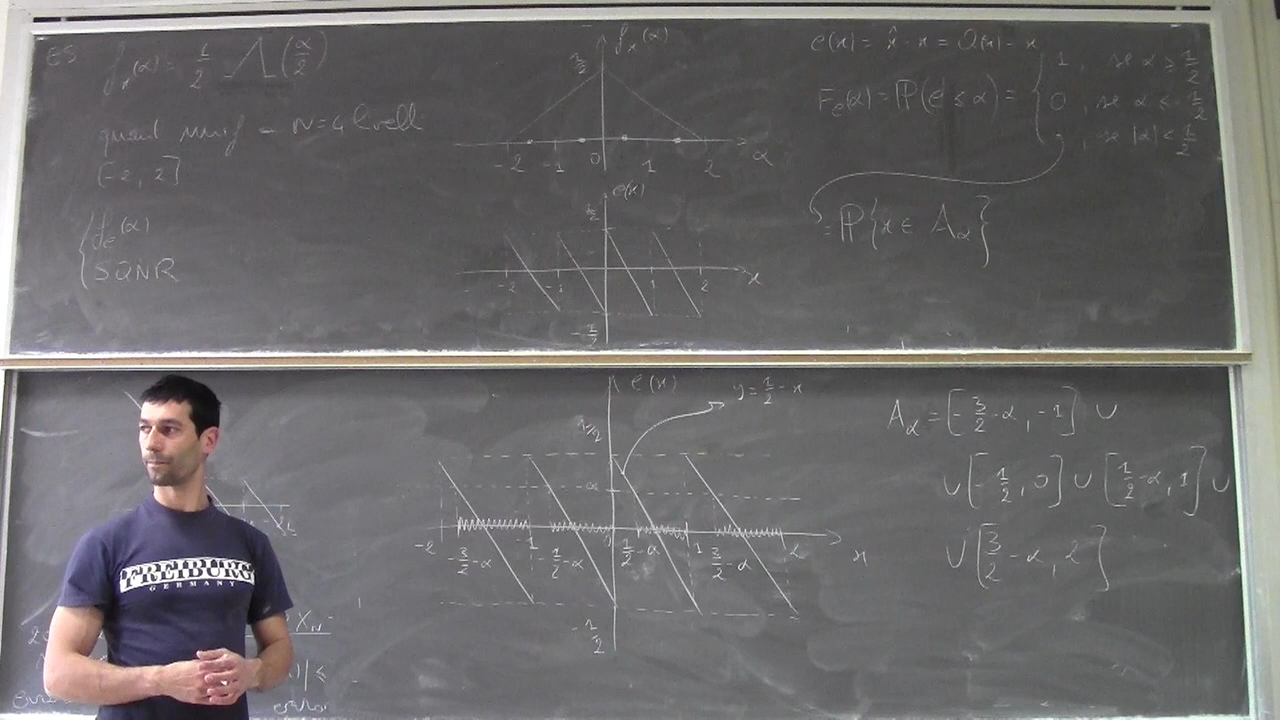 ES f_x(α) = 1/2 Λ(α/2)
quant unif - N=4 livelli
[-2, 2]
{ f_e(α)
SQNR
f_x(α)
1/2
-2 -1 0 1 2 α
e(x)
1/2
-2 -1 1 2 x
-1/2
e(x) = x̂ - x = Q(x) - x
F_e(α) = ℙ(e ≤ α) = { 1, se α ≥ 1/2
0, se α < -1/2
, se |α| < 1/2
= ℙ{x ∈ A_α}
e(x) y = 1/2 - x
1/2
α
-2 -3/2-α -1 -1/2-α 1/2-α 1 3/2-α 2 x
-1/2
A_α = [-3/2-α, -1] ∪
∪ [-1/2, 0] ∪ [1/2-α, 1] ∪
∪ [3/2-α, 2]
FREIBURG
GERMANY
X_N